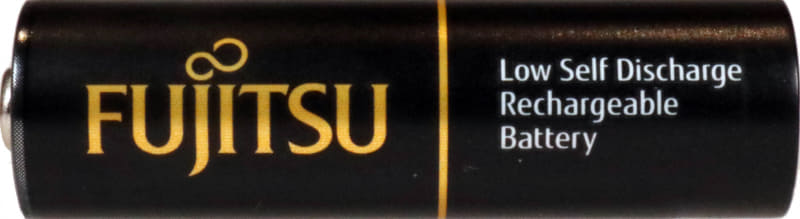 FUJITSU
Low Self Discharge
Rechargeable
Battery